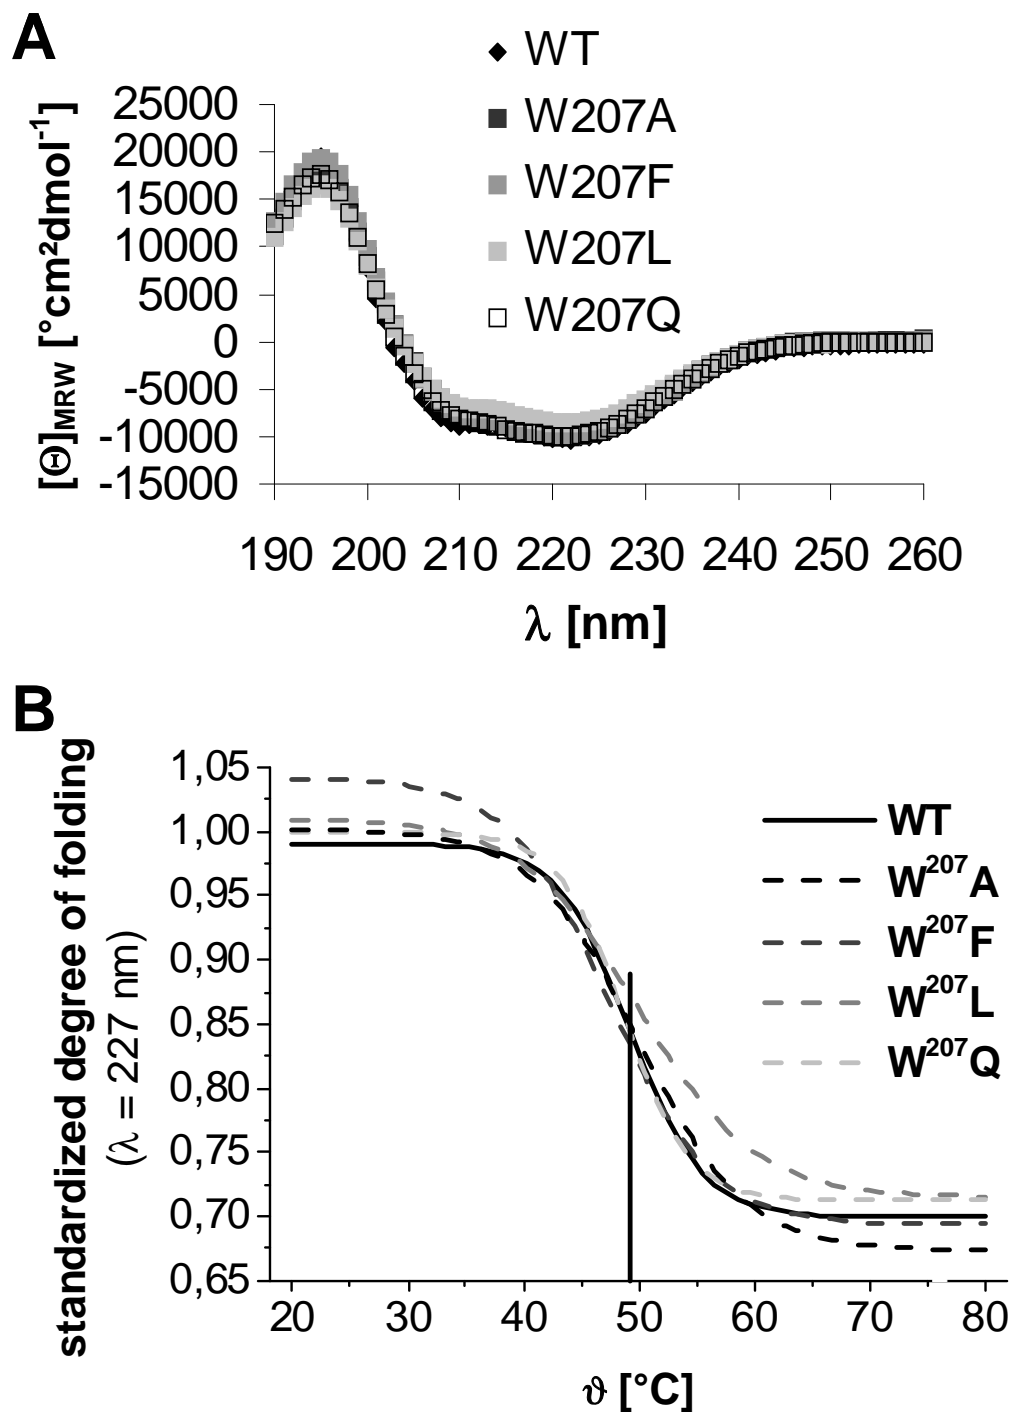 A
WT
W207A
W207F
W207L
W207Q
[Θ]MRW [°cm²dmol-1]
25000
20000
15000
10000
5000
0
-5000
-10000
-15000
190 200 210 220 230 240 250 260
λ [nm]
B
standardized degree of folding
(λ = 227 nm)
1,05
1,00
0,95
0,90
0,85
0,80
0,75
0,70
0,65
WT
W207A
W207F
W207L
W207Q
20 30 40 50 60 70 80
ϑ [°C]